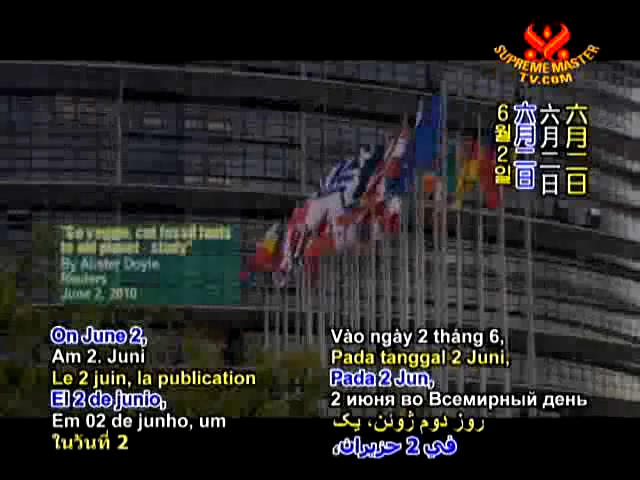 SUPREME MASTER
TV.COM
6월2일
六月二日
六月二日
六月二日
"Go vegan, cut fossil fuels
to aid planet - study"
By Alister Doyle
Reuters
June 2, 2010
On June 2,
Am 2. Juni
Le 2 juin, la publication
El 2 de junio,
Em 02 de junho, um
ในวันที่ 2
Vào ngày 2 tháng 6,
Pada tanggal 2 Juni,
Pada 2 Jun,
2 июня во Всемирный день
روز دوم ژوئن، یک
في 2 حزيران،